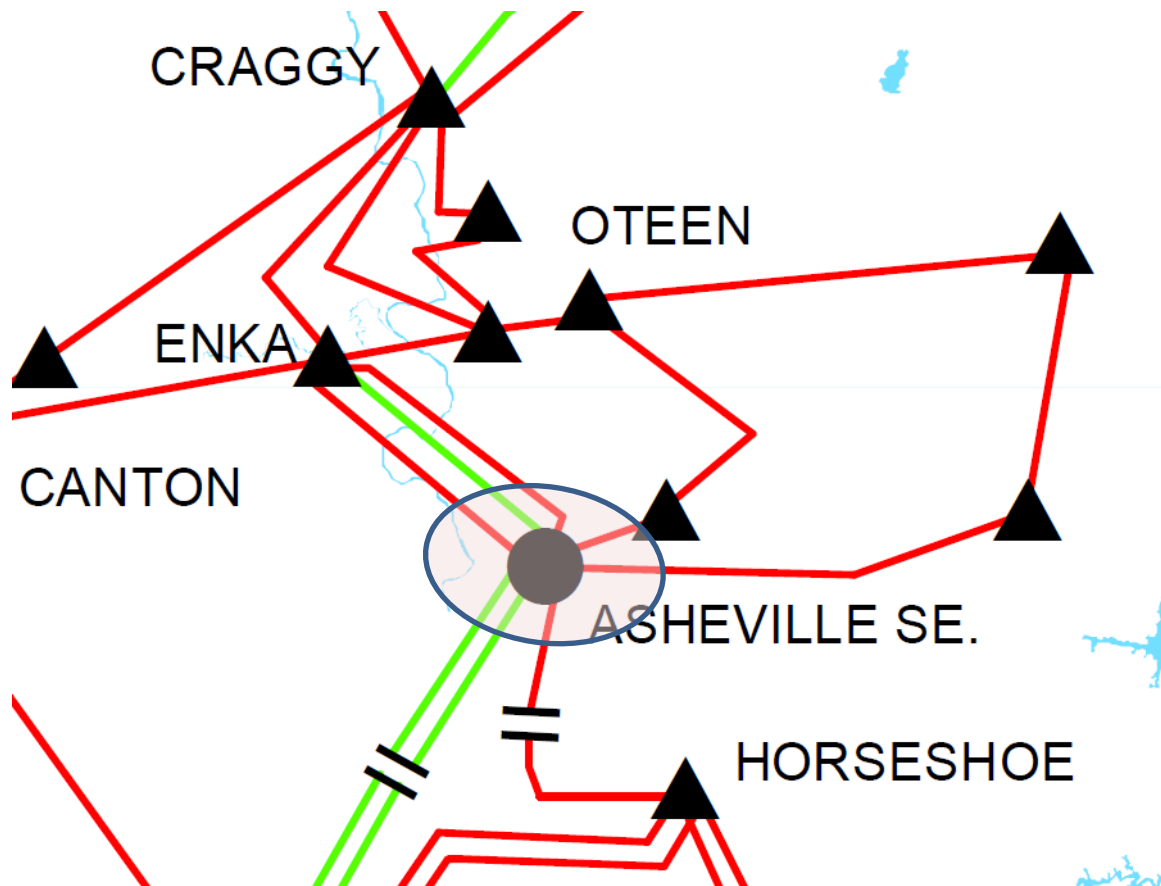 CRAGGY
OTEEN
ENKA
CANTON
ASHEVILLE SE.
HORSESHOE